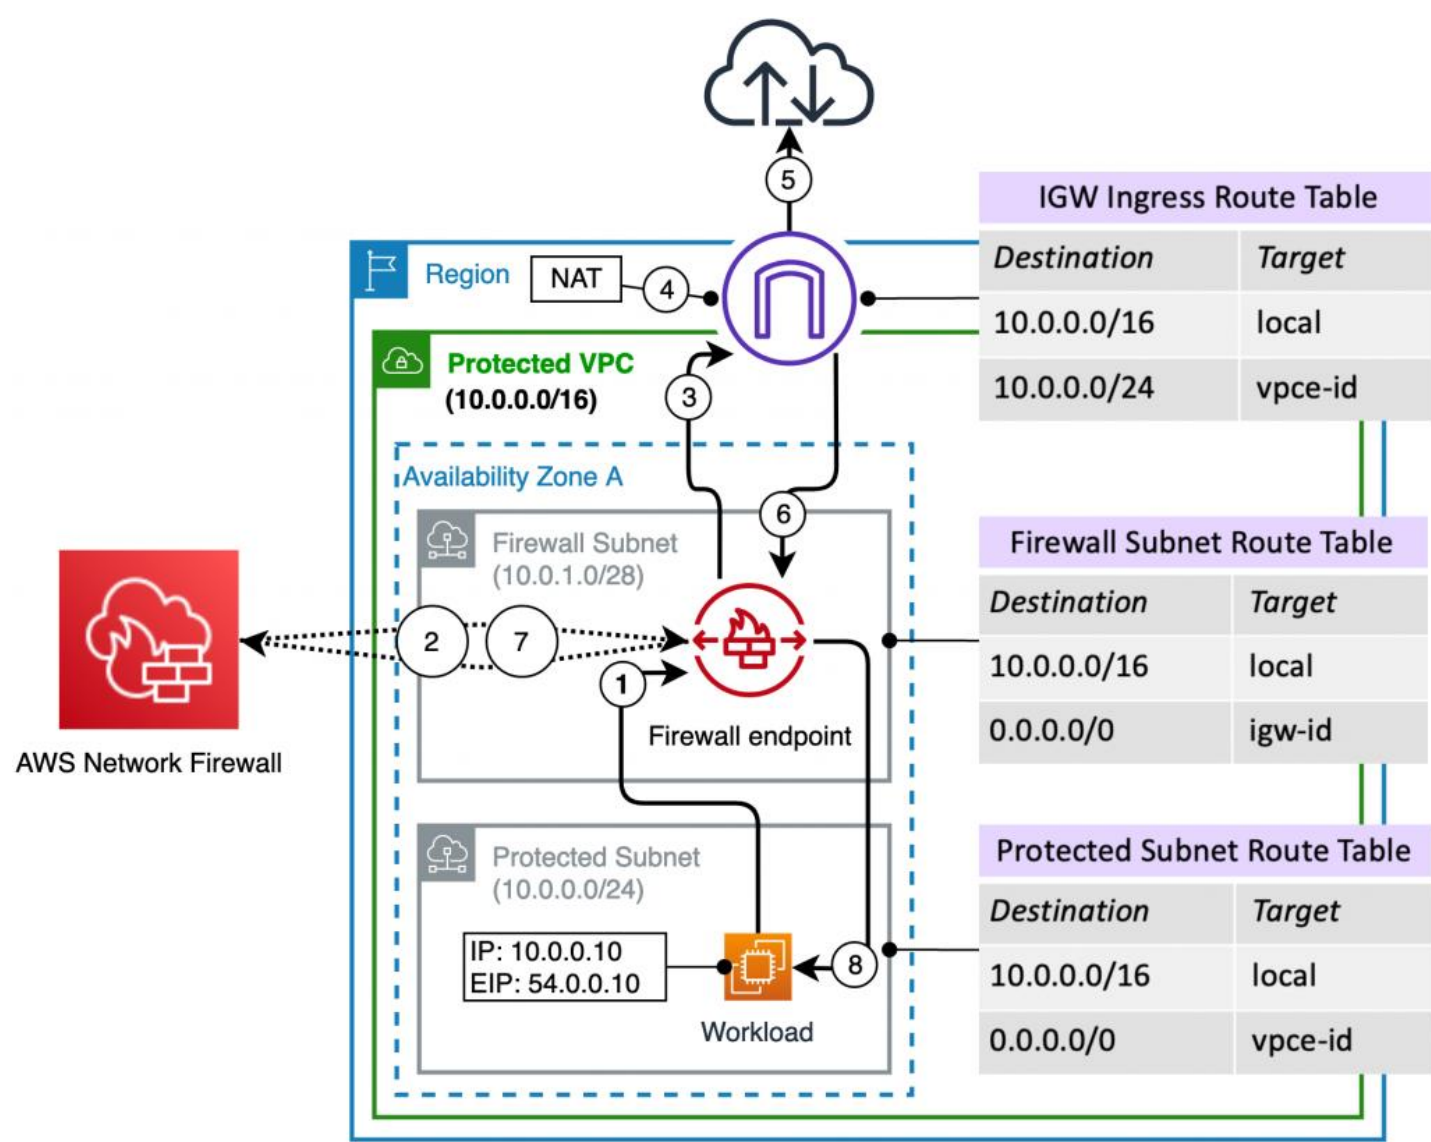 5
IGW Ingress Route Table
Destination Target
10.0.0.0/16 local
10.0.0.0/24 vpce-id
Region
NAT
4
Protected VPC
(10.0.0.0/16)
3
Availability Zone A
6
Firewall Subnet
(10.0.1.0/28)
Firewall Subnet Route Table
Destination Target
10.0.0.0/16 local
0.0.0.0/0 igw-id
2
7
1
Firewall endpoint
AWS Network Firewall
Protected Subnet
(10.0.0.0/24)
Protected Subnet Route Table
Destination Target
10.0.0.0/16 local
0.0.0.0/0 vpce-id
IP: 10.0.0.10
EIP: 54.0.0.10
8
Workload